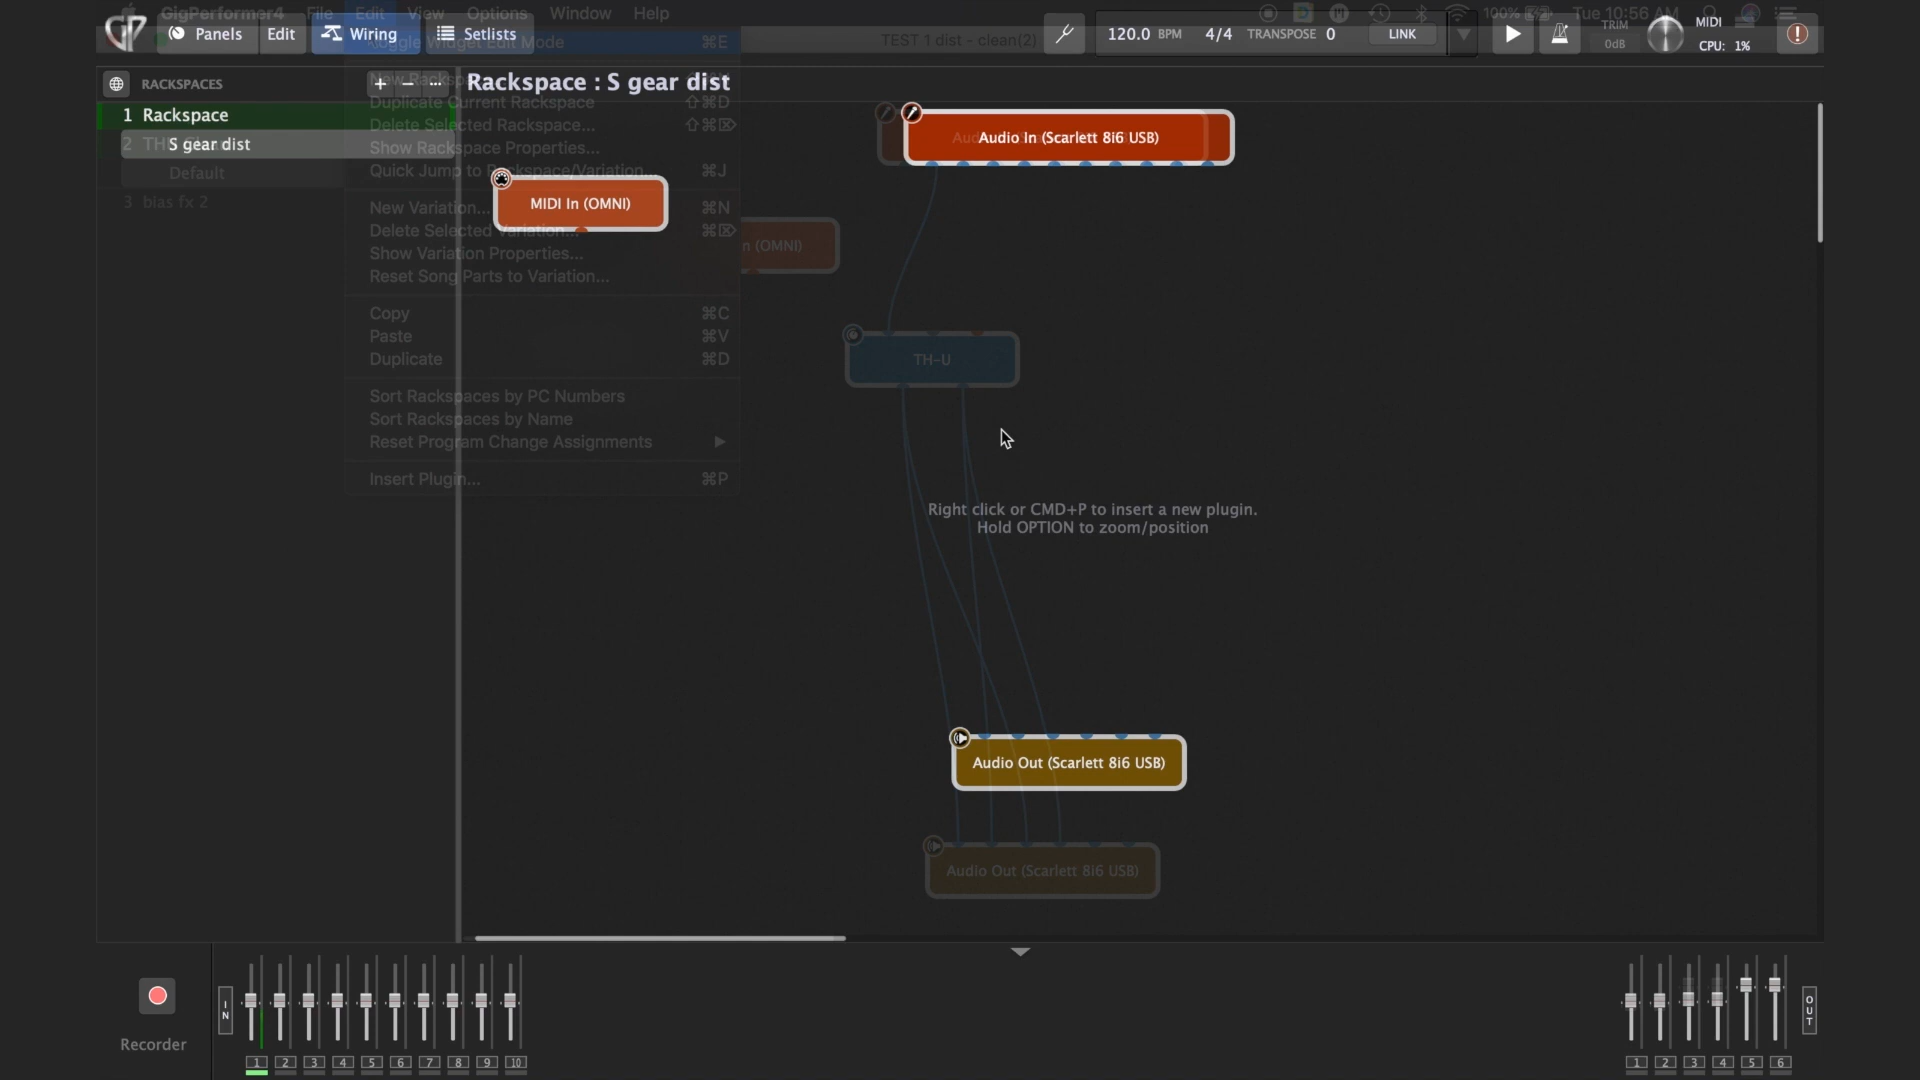 GigPerformer4 File Edit View Options Window Help
100% Tue 10:56 AM
GP Panels Edit Wiring Setlists
TEST 1 dist - clean(2)
120.0 BPM 4/4 TRANSPOSE 0 LINK
TRIM
0dB
MIDI
CPU: 1%
RACKSPACES + − ...
1 Rackspace
S gear dist
2
Default
3 bias fx 2
Rackspace : S gear dist
Toggle Widget Edit Mode ⌘E
Duplicate Current Rackspace ⇧⌘D
Delete Selected Rackspace... ⇧⌘⌦
Show Rackspace Properties...
Quick Jump to Rackspace/Variation... ⌘J
New Variation... ⌘N
Delete Selected Variation... ⌘⌦
Show Variation Properties...
Reset Song Parts to Variation...
Copy ⌘C
Paste ⌘V
Duplicate ⌘D
Sort Rackspaces by PC Numbers
Sort Rackspaces by Name
Reset Program Change Assignments ▶
Insert Plugin... ⌘P
Audio In (Scarlett 8i6 USB)
MIDI In (OMNI)
n (OMNI)
TH-U
Right click or CMD+P to insert a new plugin.
Hold OPTION to zoom/position
Audio Out (Scarlett 8i6 USB)
Audio Out (Scarlett 8i6 USB)
Recorder
IN
1 2 3 4 5 6 7 8 9 10
1 2 3 4 5 6
OUT